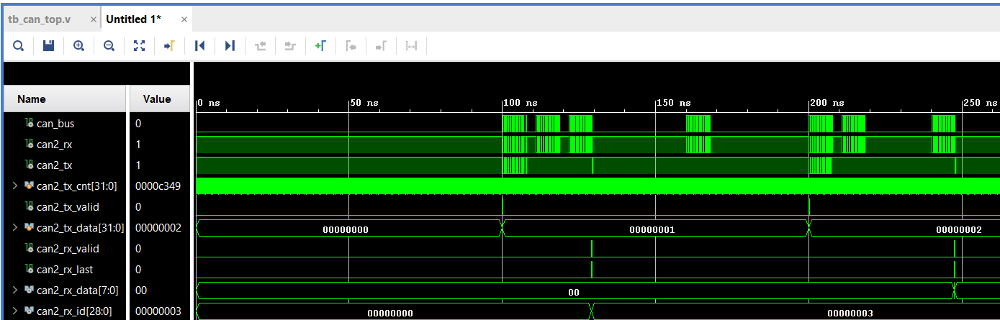 tb_can_top.v × Untitled 1* ×
Name Value
0 ns 50 ns 100 ns 150 ns 200 ns 250 ns
can_bus 0
can2_rx 1
can2_tx 1
can2_tx_cnt[31:0] 0000c349
can2_tx_valid 0
can2_tx_data[31:0] 00000002 00000000 00000001 00000002
can2_rx_valid 0
can2_rx_last 0
can2_rx_data[7:0] 00 00
can2_rx_id[28:0] 00000003 00000000 00000003